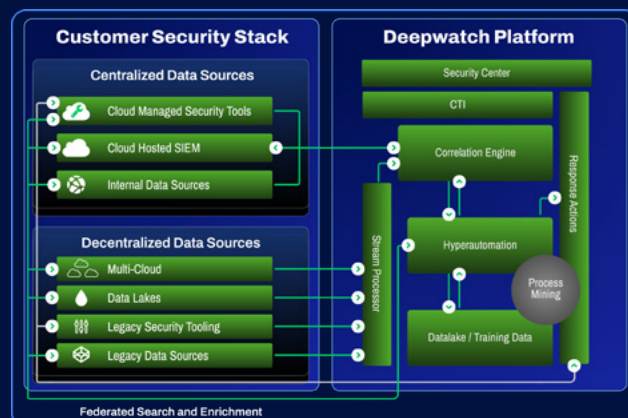 Customer Security Stack
Centralized Data Sources
Cloud Managed Security Tools
Cloud Hosted SIEM
Internal Data Sources
Decentralized Data Sources
Multi-Cloud
Data Lakes
Legacy Security Tooling
Legacy Data Sources
Federated Search and Enrichment
Deepwatch Platform
Security Center
CTI
Correlation Engine
Response Actions
Stream Processor
Hyperautomation
Process
Mining
Datalake / Training Data